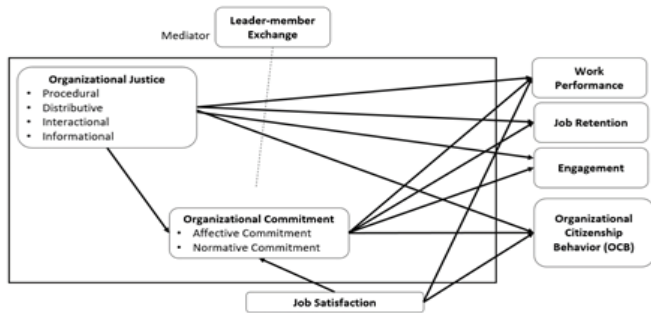 Leader-member
Exchange
Mediator
Organizational Justice
• Procedural
• Distributive
• Interactional
• Informational
Work
Performance
Job Retention
Engagement
Organizational Commitment
• Affective Commitment
• Normative Commitment
Organizational
Citizenship
Behavior (OCB)
Job Satisfaction